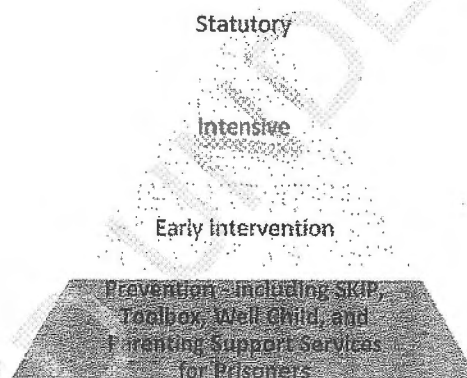 Statutory
Intensive
Early Intervention
Prevention - including SKIP,
Toolbox, Well Child, and
Parenting Support Services
for Prisoners